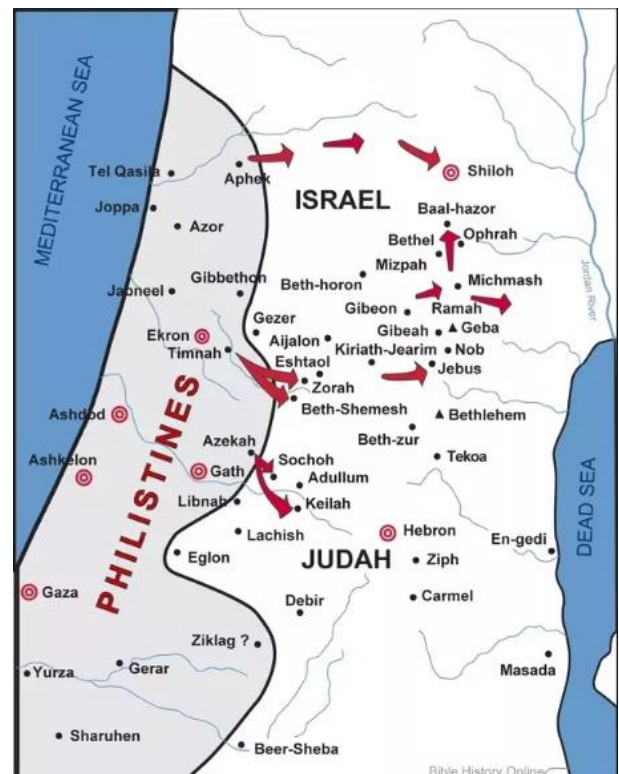 MEDITERRANEAN SEA
Tel Qasila
Aphek
Shiloh
ISRAEL
Joppa
Azor
Baal-hazor
Bethel
Ophrah
Mizpah
Jabneel
Gibbethon
Beth-horon
Michmash
Jordan River
Gibeon
Ramah
Gezer
Gibeah
Geba
Ekron
Aijalon
Kiriath-Jearim
Nob
Timnah
Eshtaol
Jebus
Zorah
Beth-Shemesh
Ashdod
Bethlehem
PHILISTINES
Azekah
Beth-zur
Ashkelon
Sochoh
Tekoa
Gath
Adullum
Libnah
Keilah
DEAD SEA
Lachish
Hebron
En-gedi
Eglon
JUDAH
Ziph
Gaza
Debir
Carmel
Ziklag ?
Yurza
Gerar
Masada
Sharuhen
Beer-Sheba
Bible History Online